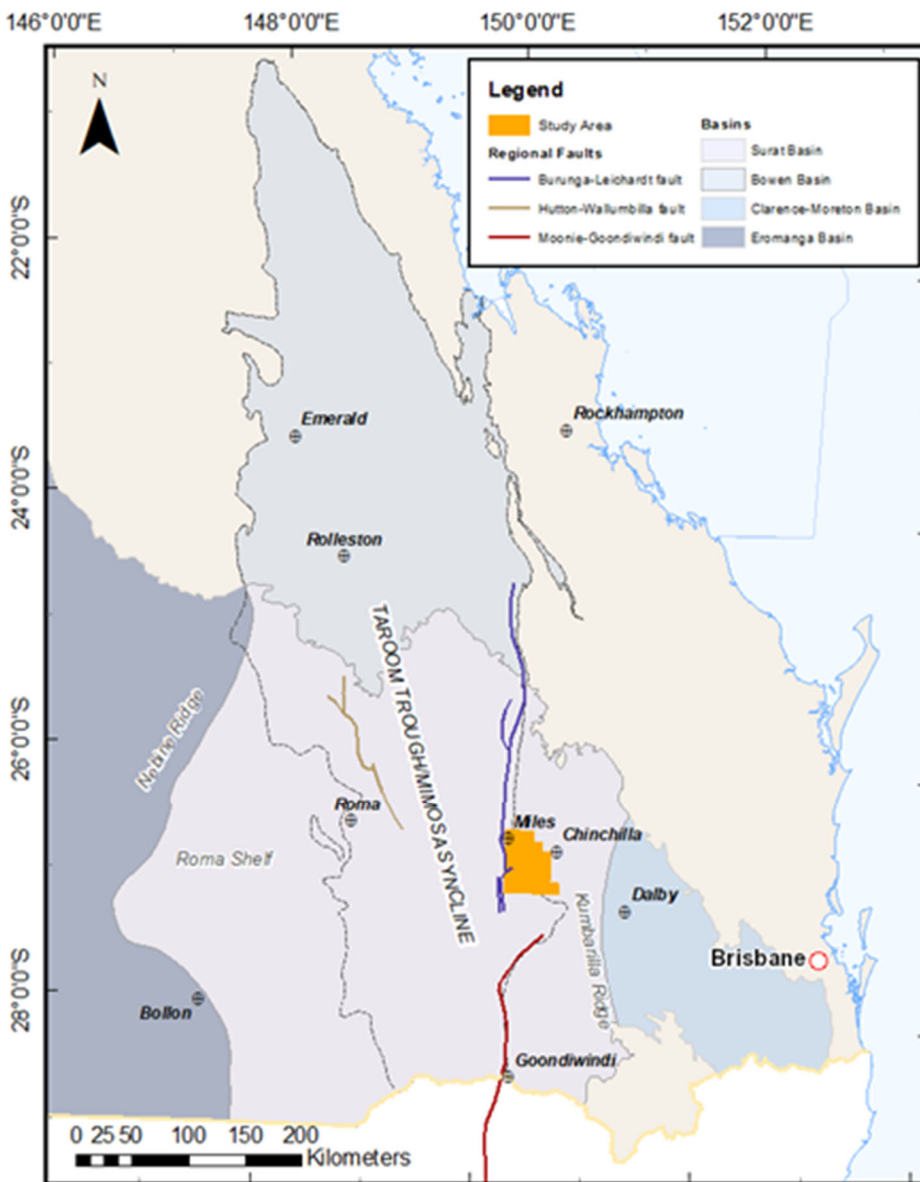 146°0'0"E
148°0'0"E
150°0'0"E
152°0'0"E
22°0'0"S
24°0'0"S
26°0'0"S
28°0'0"S
N
Legend
Study Area
Regional Faults
Burunga-Leichardt fault
Hutton-Wallumbilla fault
Moonie-Goondiwindi fault
Basins
Surat Basin
Bowen Basin
Clarence-Moreton Basin
Eromanga Basin
Emerald
Rockhampton
Rolleston
TAROOM TROUGH/MIMOSA SYNCLINE
Nebine Ridge
Roma
Miles
Chinchilla
Roma Shelf
Dalby
Kumbarilla Ridge
Brisbane
Bollon
Goondiwindi
0 25 50 100 150 200
Kilometers